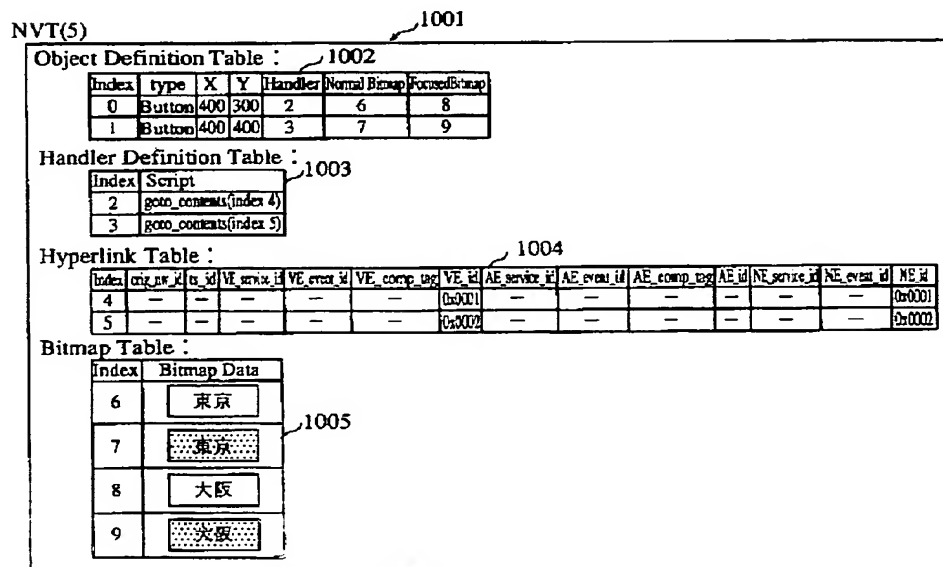 NVT(5)
1001
Object Definition Table :
1002
Index type X Y Handler Normal Bitmap FocusedBitmap
0 Button 400 300 2 6 8
1 Button 400 400 3 7 9
Handler Definition Table :
1003
Index Script
2 goto_contents(index 4)
3 goto_contents(index 5)
Hyperlink Table :
1004
Index orig_nw_id ts_id VE_service_id VE_event_id VE_comp_tag VE_id AE_service_id AE_event_id AE_comp_tag AE_id NE_service_id NE_event_id NE_id
4 — — — — — 0x0001 — — — — — — 0x0001
5 — — — — — 0x0002 — — — — — — 0x0002
Bitmap Table :
Index Bitmap Data
1005
6 東京
7 東京
8 大阪
9 大阪